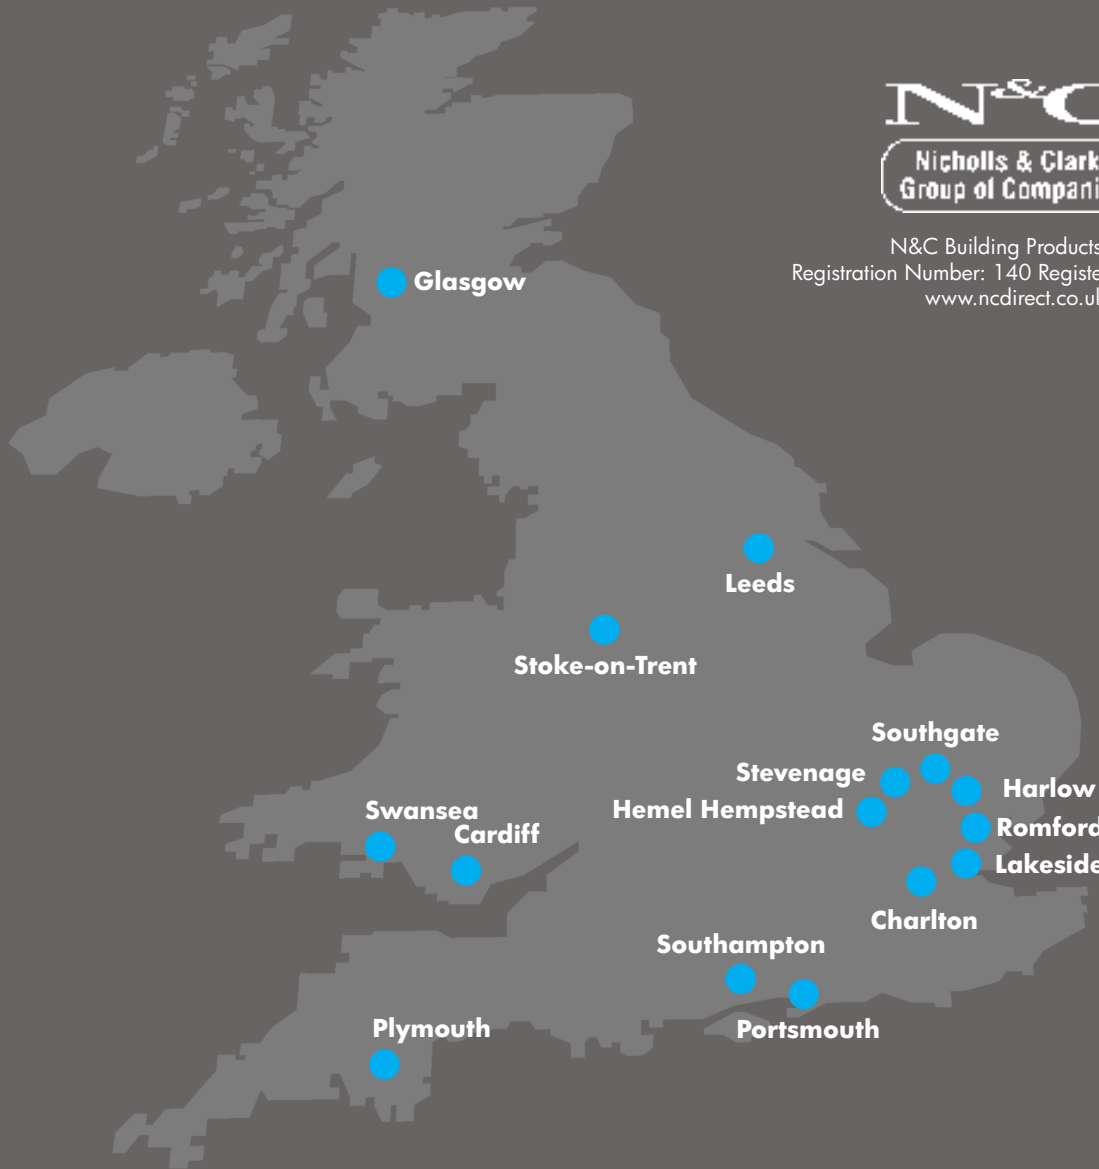 N&C
Nicholls & Clark
Group of Compani
N&C Building Products
Registration Number: 140 Registe
www.ncdirect.co.uk
Glasgow
Leeds
Stoke-on-Trent
Southgate
Stevenage
Harlow
Hemel Hempstead
Swansea
Romford
Cardiff
Lakeside
Charlton
Southampton
Plymouth
Portsmouth